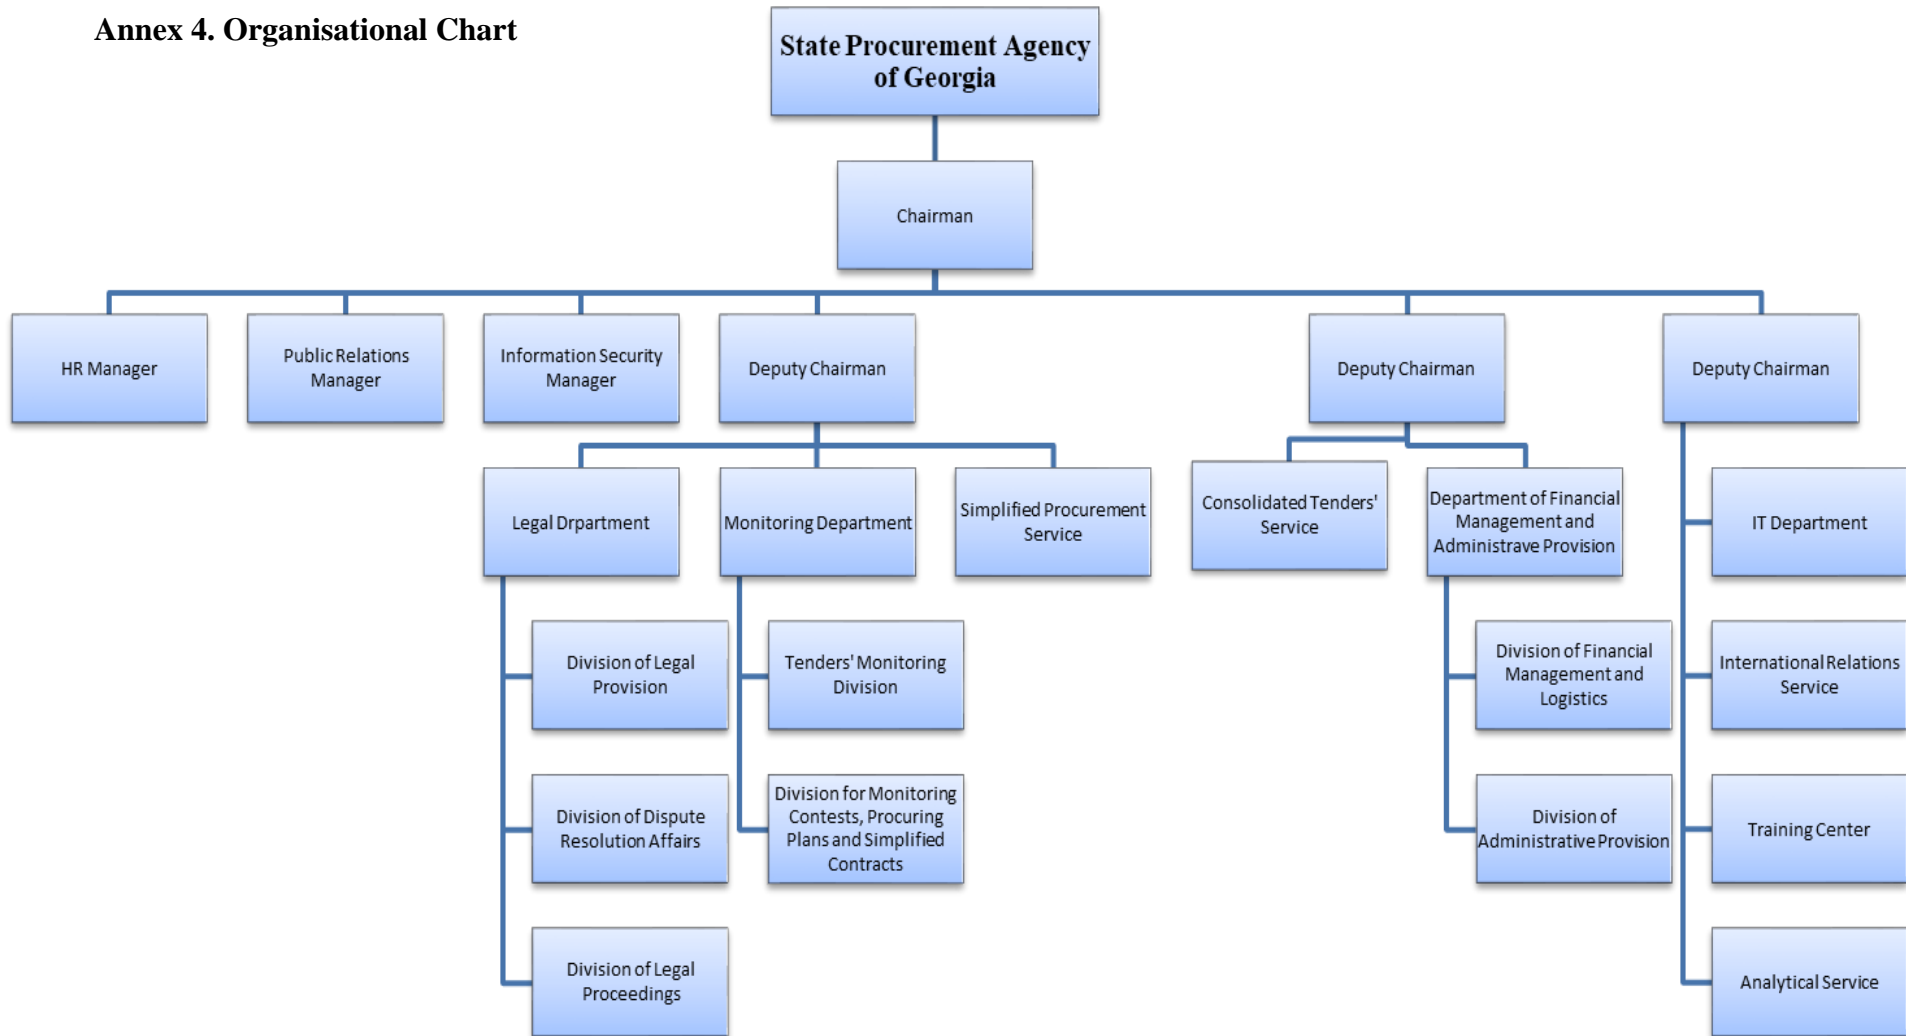 Annex 4. Organisational Chart
State Procurement Agency
of Georgia
Chairman
HR Manager
Public Relations
Manager
Information Security
Manager
Deputy Chairman
Deputy Chairman
Deputy Chairman
Legal Drpartment
Monitoring Department
Simplified Procurement
Service
Consolidated Tenders'
Service
Department of Financial
Management and
Administrave Provision
IT Department
Division of Legal
Provision
Tenders' Monitoring
Division
Division of Financial
Management and
Logistics
International Relations
Service
Division of Dispute
Resolution Affairs
Division for Monitoring
Contests, Procuring
Plans and Simplified
Contracts
Division of
Administrative Provision
Training Center
Division of Legal
Proceedings
Analytical Service